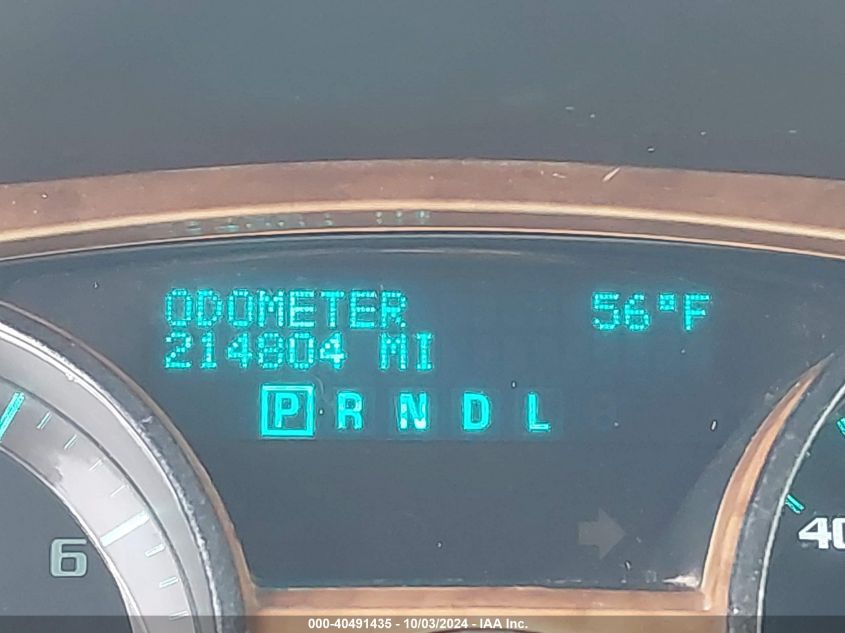 ODOMETER 56°F
214804 MI
P R N D L
6
40
000-40491435 - 10/03/2024 - IAA Inc.